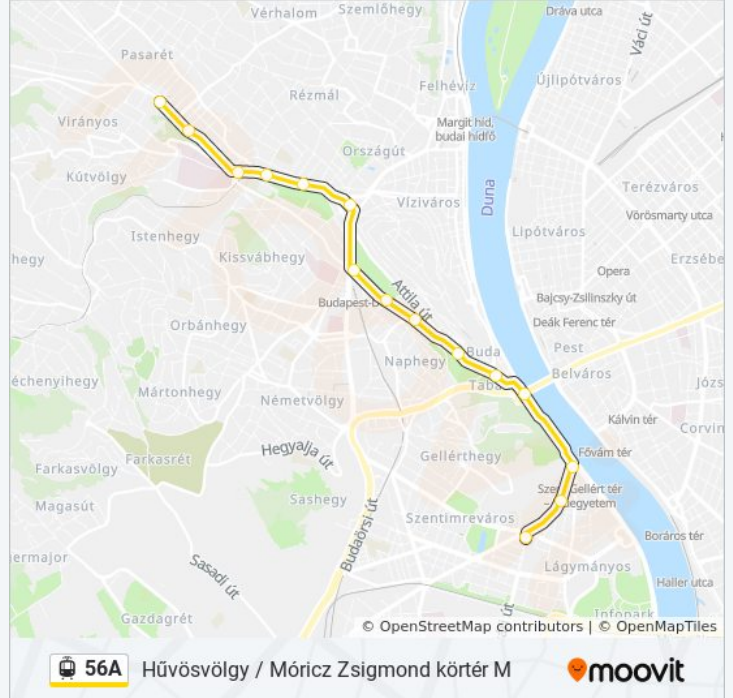 Vérhalom
Szemlőhegy
Dráva utca
Váci út
Pasarét
Rézmál
Felhévíz
Újlipótváros
Virányos
Margit híd,
budai hídfő
Országút
Kútvölgy
Terézváros
Víziváros
Duna
Vörösmarty utca
Lipótváros
Istenhegy
Kissvábhegy
Erzsébe
hegy
Opera
Attila út
Budapest-D
Bajcsy-Zsilinszky út
Orbánhegy
Deák Ferenc tér
Buda
Pest
Naphegy
Belváros
Tabá
échenyihegy
Mártonhegy
Németvölgy
Józs
Kálvin tér
Corvin
Hegyalja út
Farkasrét
Gellérthegy
Fővám tér
Farkasvölgy
Sashegy
Szent Gellért tér
Magasút
Szentimreváros
Budaörsi út
Boráros tér
ermajor
Sasadi út
Lágymányos
Haller utca
Gazdagrét
út
Infopark
© OpenStreetMap contributors | © OpenMapTiles
56A Hűvösvölgy / Móricz Zsigmond körtér M moovit